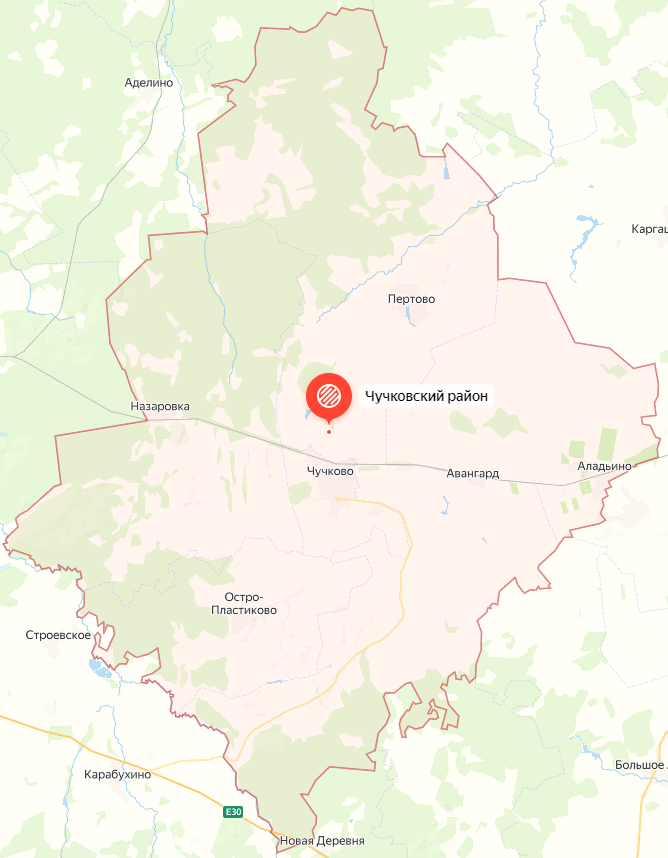 Аделино
Каргаш
Пертово
Чучковский район
Назаровка
Чучково
Авангард
Аладьино
Остро-
Пластиково
Строевское
Большое
Карабухино
E30
Новая Деревня